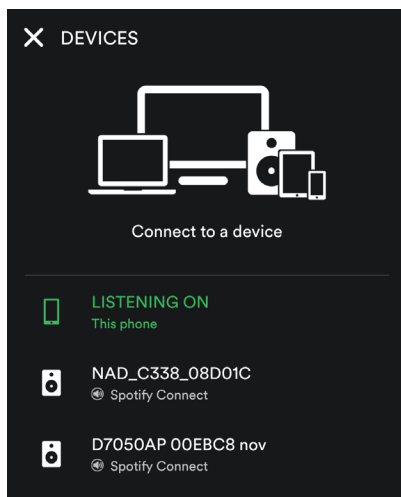 DEVICES
Connect to a device
LISTENING ON
This phone
NAD_C338_08D01C
Spotify Connect
D7050AP 00EBC8 nov
Spotify Connect